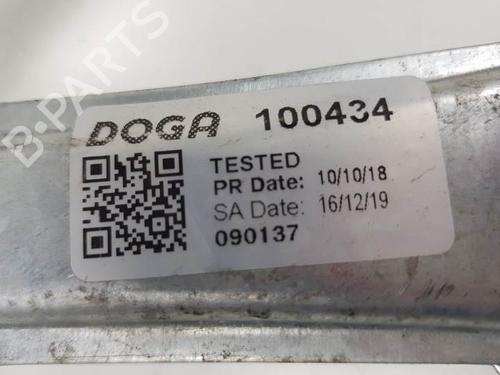 DOGA 100434
TESTED
PR Date: 10/10/18
SA Date: 16/12/19
090137
B-PARTS